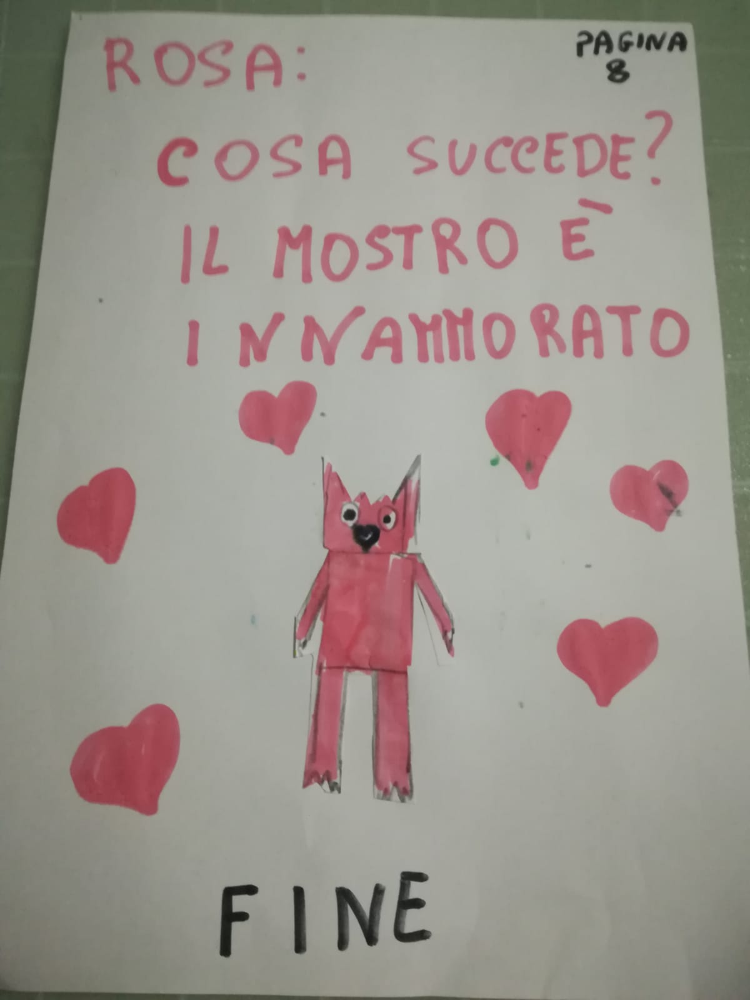 ROSA:
PAGINA
8
COSA SUCCEDE?
IL MOSTRO È
INNAMMORATO
FINE